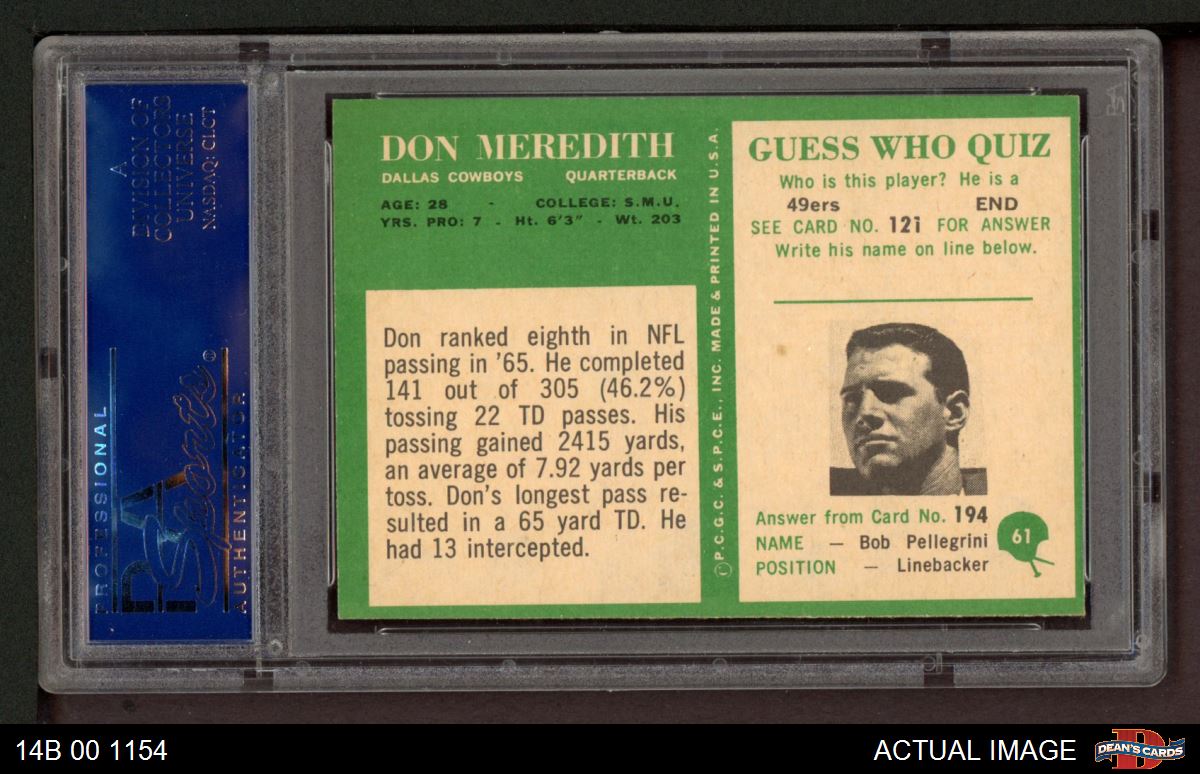 A
DIVISION OF
COLLECTORS
UNIVERSE
NASDAQ: CLCT
PROFESSIONAL
PSA
Sports
®
AUTHENTICATOR
DON MEREDITH
DALLAS COWBOYS QUARTERBACK
AGE: 28 - COLLEGE: S.M.U.
YRS. PRO: 7 - Ht. 6'3" - Wt. 203
Don ranked eighth in NFL
passing in '65. He completed
141 out of 305 (46.2%)
tossing 22 TD passes. His
passing gained 2415 yards,
an average of 7.92 yards per
toss. Don's longest pass re-
sulted in a 65 yard TD. He
had 13 intercepted.
© P.C.G.C. & S.P.C.E., INC. MADE & PRINTED IN U.S.A.
GUESS WHO QUIZ
Who is this player? He is a
49ers END
SEE CARD NO. 121 FOR ANSWER
Write his name on line below.
Answer from Card No. 194
NAME — Bob Pellegrini
POSITION — Linebacker
61
PSA
14B 00 1154
ACTUAL IMAGE
D
DEAN'S CARDS